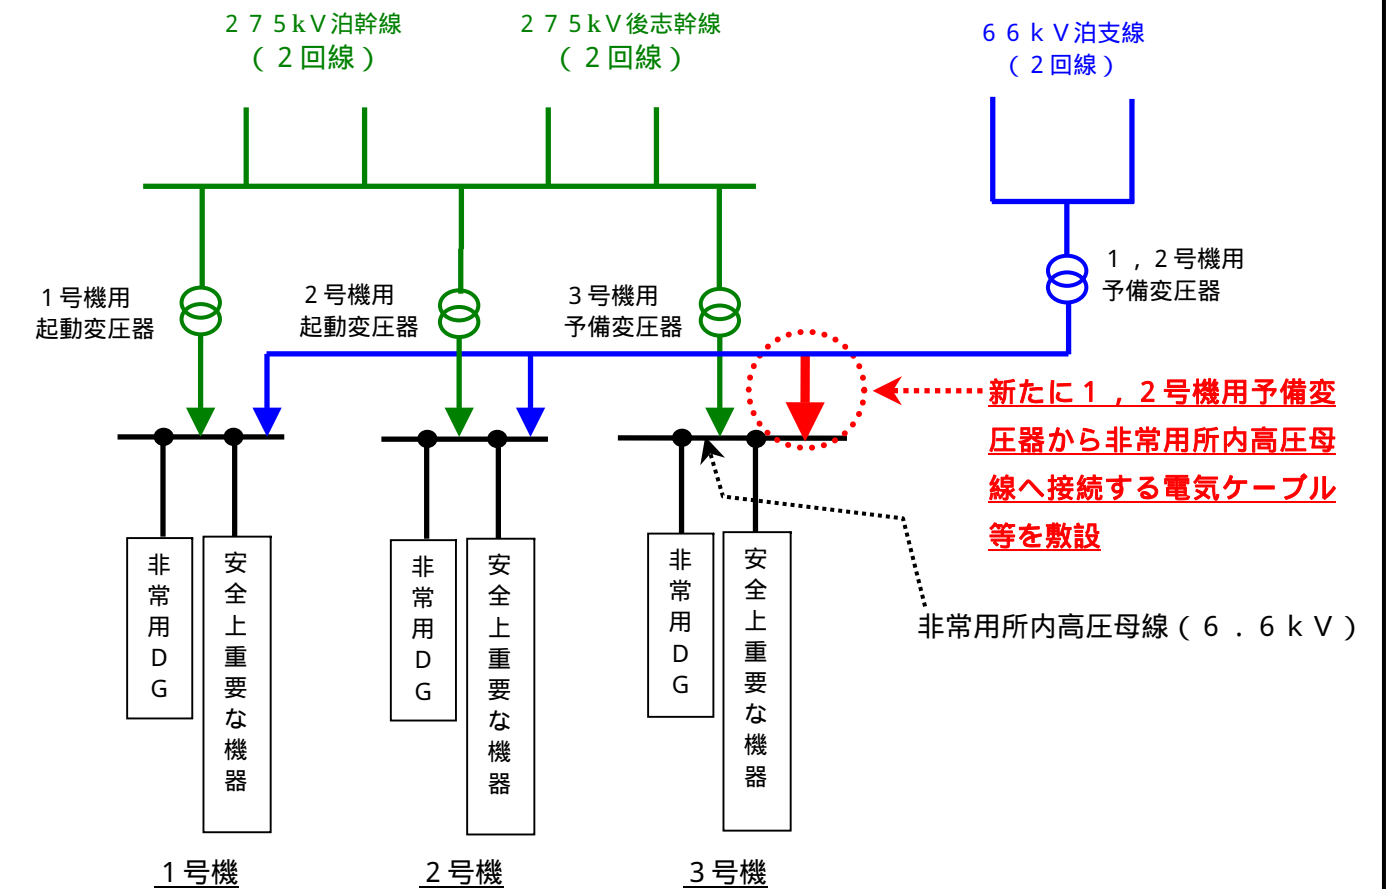 ２７５ｋＶ泊幹線
（２回線）
２７５ｋＶ後志幹線
（２回線）
６６ｋＶ泊支線
（２回線）
１，２号機用
予備変圧器
１号機用
起動変圧器
２号機用
起動変圧器
３号機用
予備変圧器
新たに１，２号機用予備変
圧器から非常用所内高圧母
線へ接続する電気ケーブル
等を敷設
非常用所内高圧母線（６．６ｋＶ）
非常用ＤＧ
安全上重要な機器
非常用ＤＧ
安全上重要な機器
非常用ＤＧ
安全上重要な機器
１号機
２号機
３号機